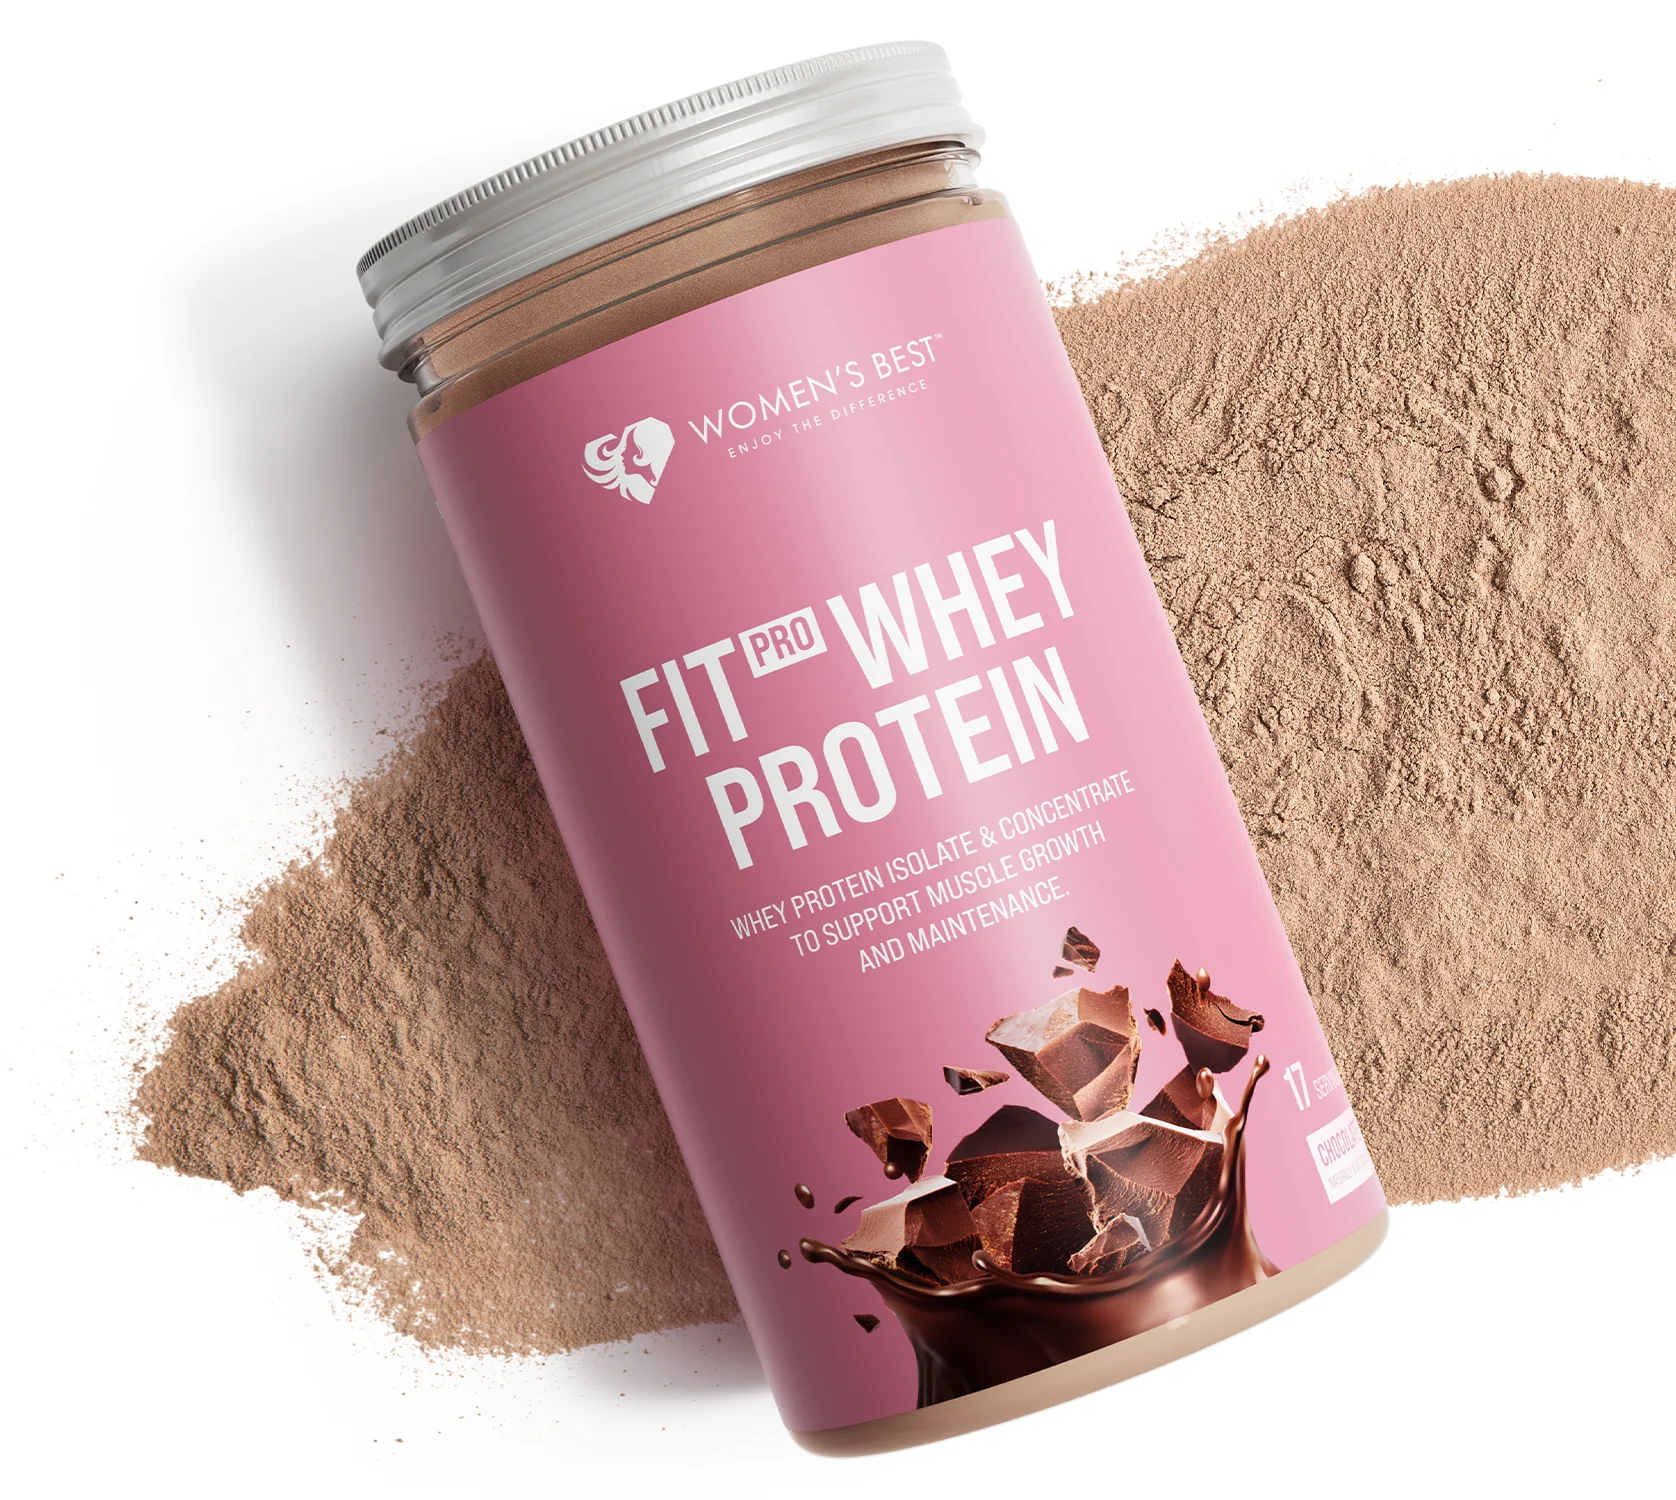 WOMEN'S BEST™
ENJOY THE DIFFERENCE
FIT PRO WHEY
PROTEIN
WHEY PROTEIN ISOLATE & CONCENTRATE
TO SUPPORT MUSCLE GROWTH
AND MAINTENANCE.
17